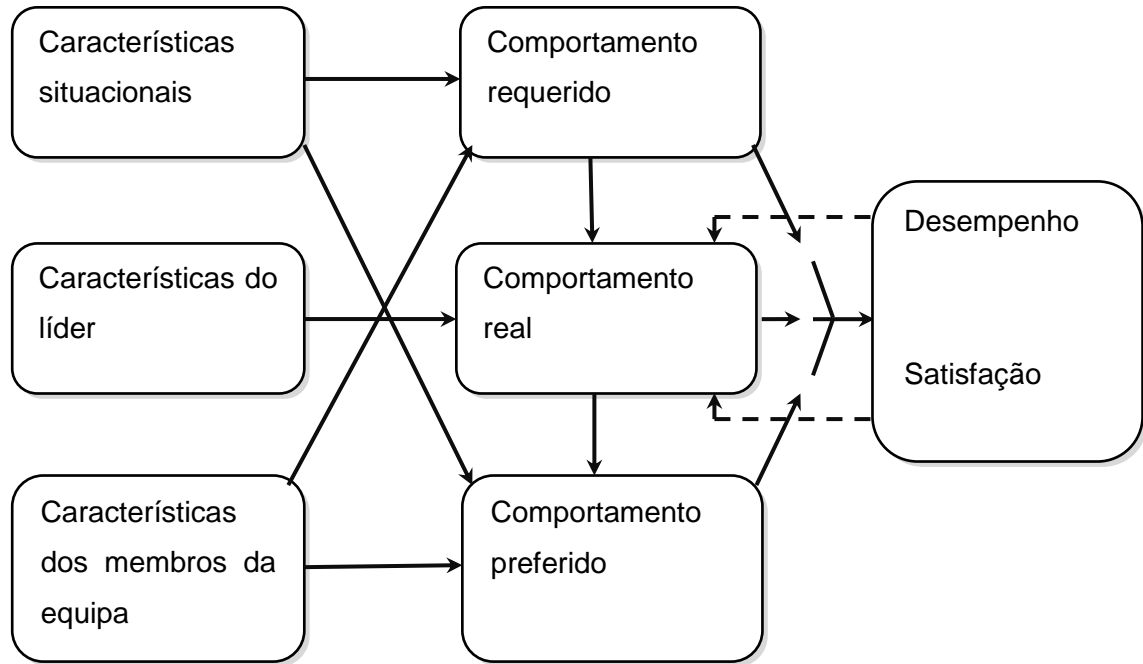 Características
situacionais
Comportamento
requerido
Características do
líder
Comportamento
real
Desempenho
Satisfação
Características
dos membros da
equipa
Comportamento
preferido